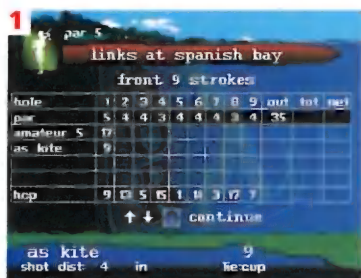 1
par 5
links at spanish bay
front 9 strokes
hole 1 2 3 4 5 6 7 8 9 out tot net
par 5 4 4 3 4 4 4 3 4 35
amateur 5 17
as kite 9
hcp 9 13 5 15 1 11 3 17 7
continue
as kite 9
shot dist: 4 in lie:cup